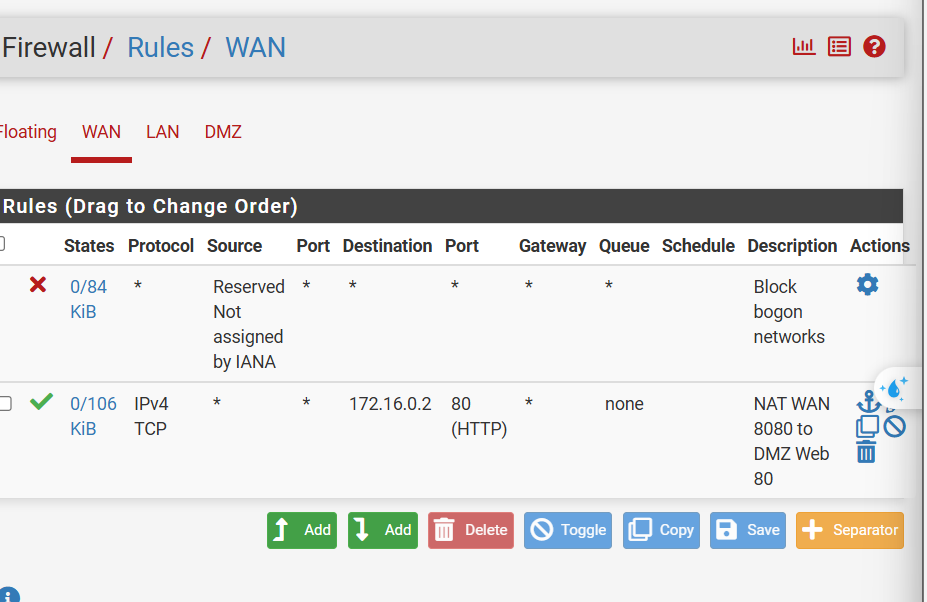 Firewall / Rules / WAN
Floating WAN LAN DMZ
Rules (Drag to Change Order)
States Protocol Source Port Destination Port Gateway Queue Schedule Description Actions
0/84 * Reserved * * * * * Block
KiB Not bogon
assigned networks
by IANA
0/106 IPv4 * * 172.16.0.2 80 * none NAT WAN
KiB TCP (HTTP) 8080 to
DMZ Web
80
Add Add Delete Toggle Copy Save Separator